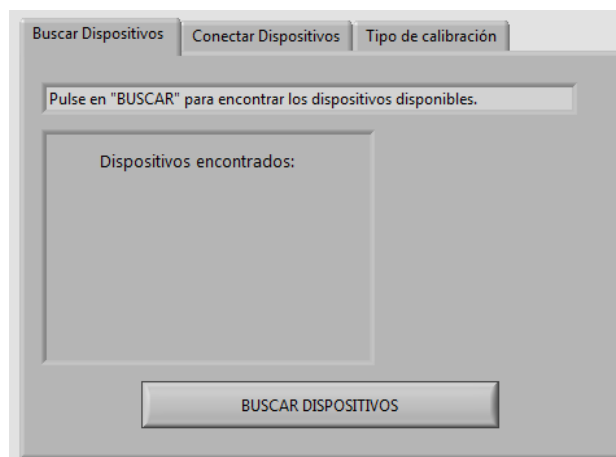 Buscar Dispositivos
Conectar Dispositivos
Tipo de calibración
Pulse en "BUSCAR" para encontrar los dispositivos disponibles.
Dispositivos encontrados:
BUSCAR DISPOSITIVOS